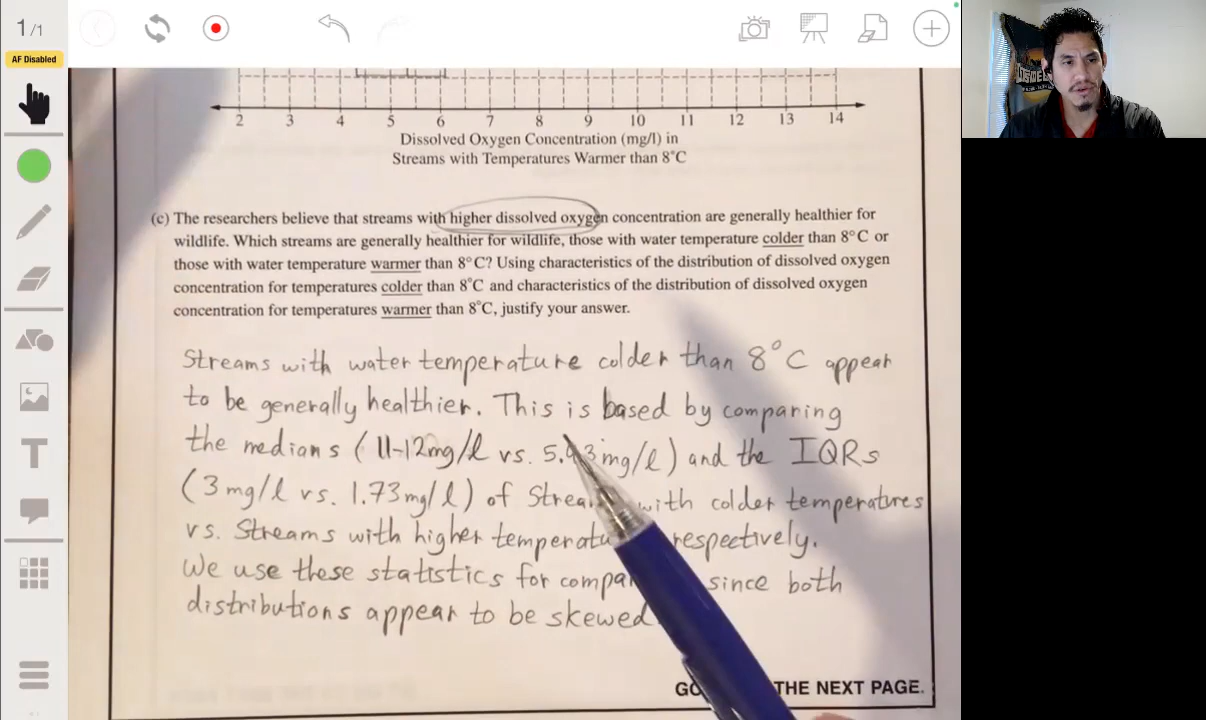 1/1
AF Disabled
2 3 4 5 6 7 8 9 10 11 12 13 14
Dissolved Oxygen Concentration (mg/l) in
Streams with Temperatures Warmer than 8°C
(c) The researchers believe that streams with higher dissolved oxygen concentration are generally healthier for
wildlife. Which streams are generally healthier for wildlife, those with water temperature colder than 8°C or
those with water temperature warmer than 8°C? Using characteristics of the distribution of dissolved oxygen
concentration for temperatures colder than 8°C and characteristics of the distribution of dissolved oxygen
concentration for temperatures warmer than 8°C, justify your answer.
Streams with water temperature colder than 8°C appear
to be generally healthier. This is based by comparing
the medians (11-12mg/l vs. 5.93mg/l) and the IQRs
(3mg/l vs. 1.73mg/l) of with colder temperatures
vs. Streams with higher respectively.
We use these statistics for since both
distributions appear to be skewed
THE NEXT PAGE.
T